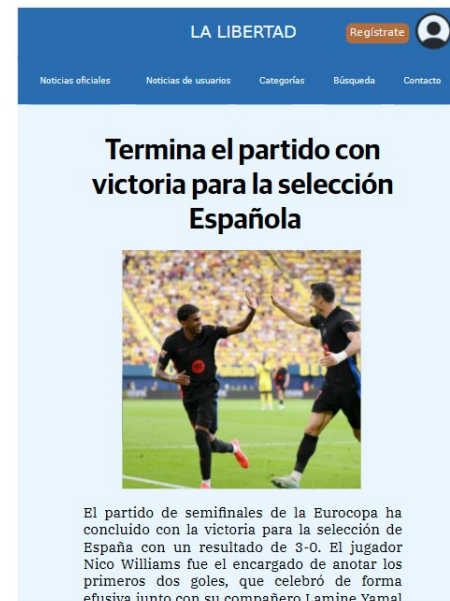 LA LIBERTAD
Regístrate
Noticias oficiales
Noticias de usuarios
Categorías
Búsqueda
Contacto
Termina el partido con
victoria para la selección
Española
El partido de semifinales de la Eurocopa ha
concluido con la victoria para la selección de
España con un resultado de 3-0. El jugador
Nico Williams fue el encargado de anotar los
primeros dos goles, que celebró de forma
efusiva junto con su compañero Lamine Yamal